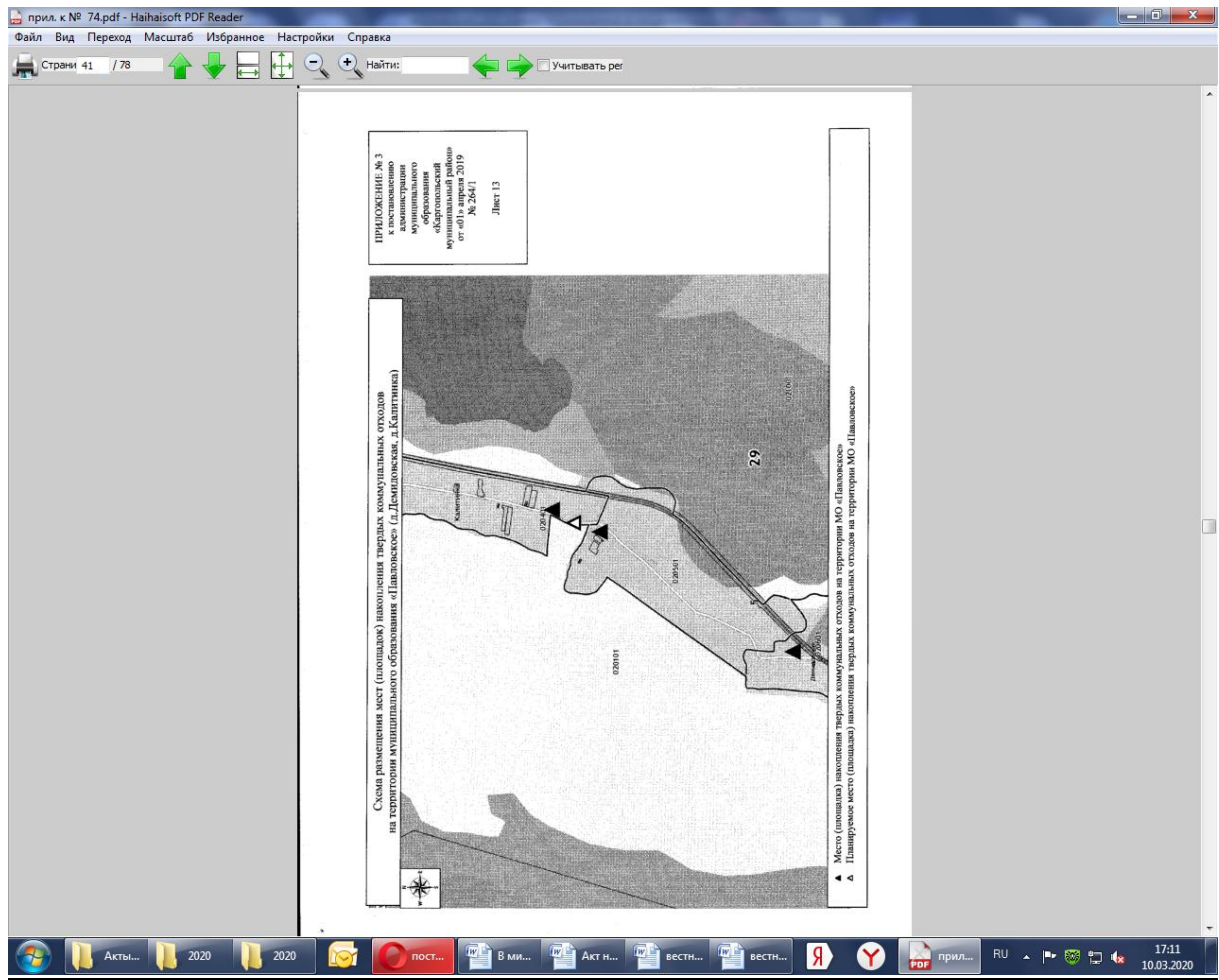 прил. к № 74.pdf - Haihaisoft PDF Reader
Файл Вид Переход Масштаб Избранное Настройки Справка
Страни 41 / 78 Найти: Учитывать рег
ПРИЛОЖЕНИЕ № 3
к постановлению
администрации
муниципального
образования
«Каргопольский
муниципальный район»
от «01» апреля 2019
№ 264/1
Лист 13
Схема размещения мест (площадок) накопления твердых коммунальных отходов
на территории муниципального образования «Павловское» (д.Демидовская, д.Калитинка)
Калитинка
020401
020501
29
020101
020601
▲ Место (площадка) накопления твердых коммунальных отходов на территории МО «Павловское»
△ Планируемое место (площадка) накопления твердых коммунальных отходов на территории МО «Павловское»
Акты... 2020 2020 пост... В ми... Акт н... вестн... вестн... Я Y PDF прил... RU 17:11
10.03.2020